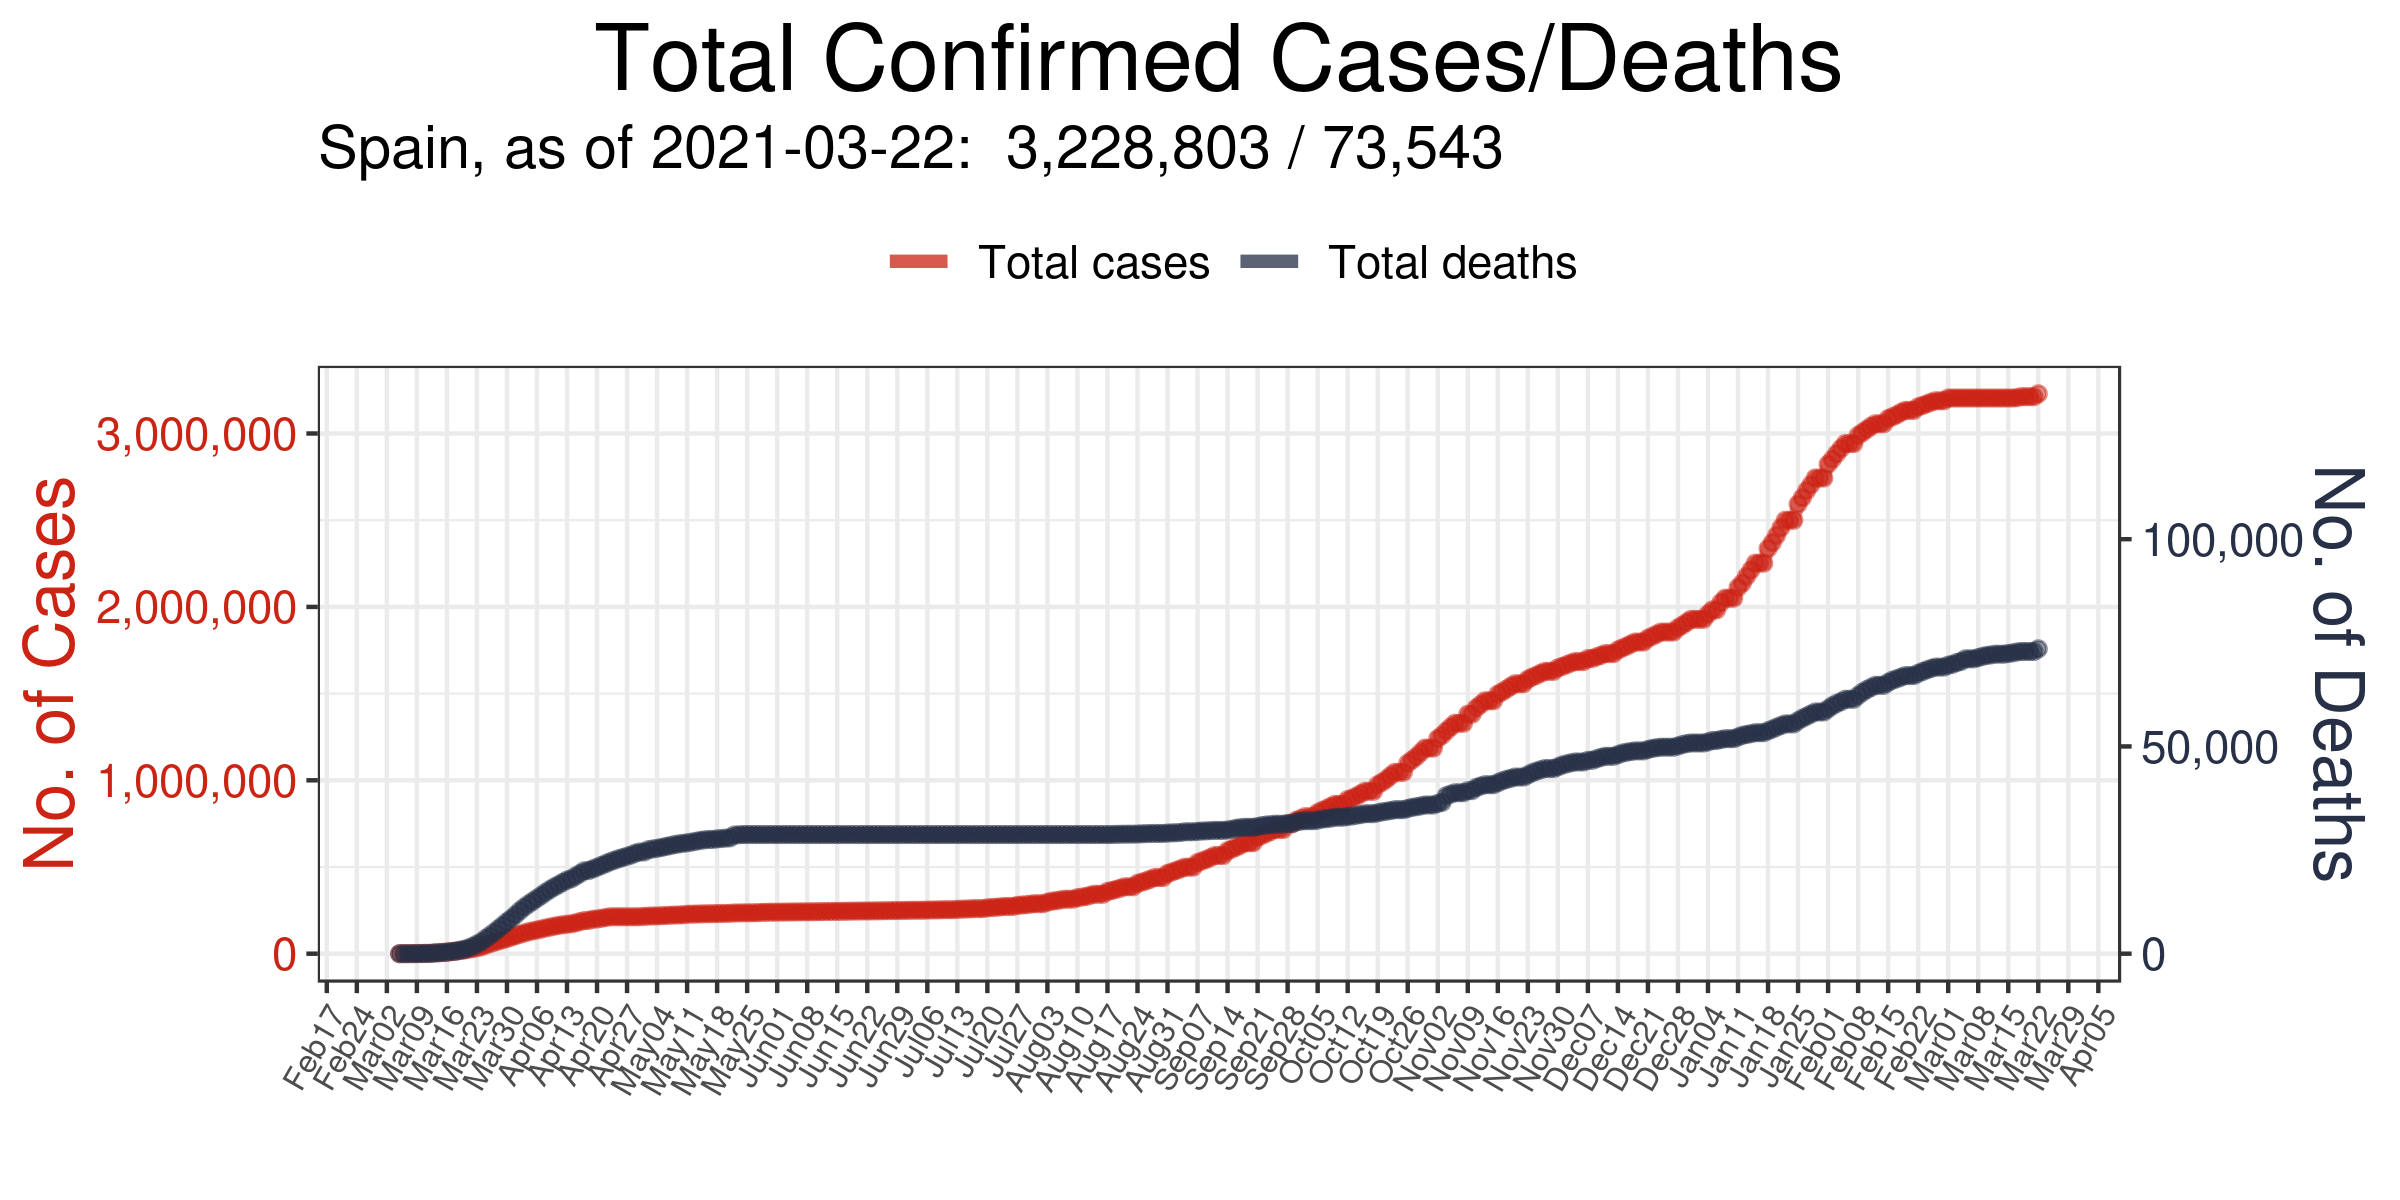 Total Confirmed Cases/Deaths
Spain, as of 2021-03-22:  3,228,803 / 73,543
Total cases
Total deaths
No. of Cases
3,000,000
2,000,000
1,000,000
0
100,000
50,000
0
No. of Deaths
Feb17
Feb24
Mar02
Mar09
Mar16
Mar23
Mar30
Apr06
Apr13
Apr20
Apr27
May04
May11
May18
May25
Jun01
Jun08
Jun15
Jun22
Jun29
Jul06
Jul13
Jul20
Jul27
Aug03
Aug10
Aug17
Aug24
Aug31
Sep07
Sep14
Sep21
Sep28
Oct05
Oct12
Oct19
Oct26
Nov02
Nov09
Nov16
Nov23
Nov30
Dec07
Dec14
Dec21
Dec28
Jan04
Jan11
Jan18
Jan25
Feb01
Feb08
Feb15
Feb22
Mar01
Mar08
Mar15
Mar22
Mar29
Apr05